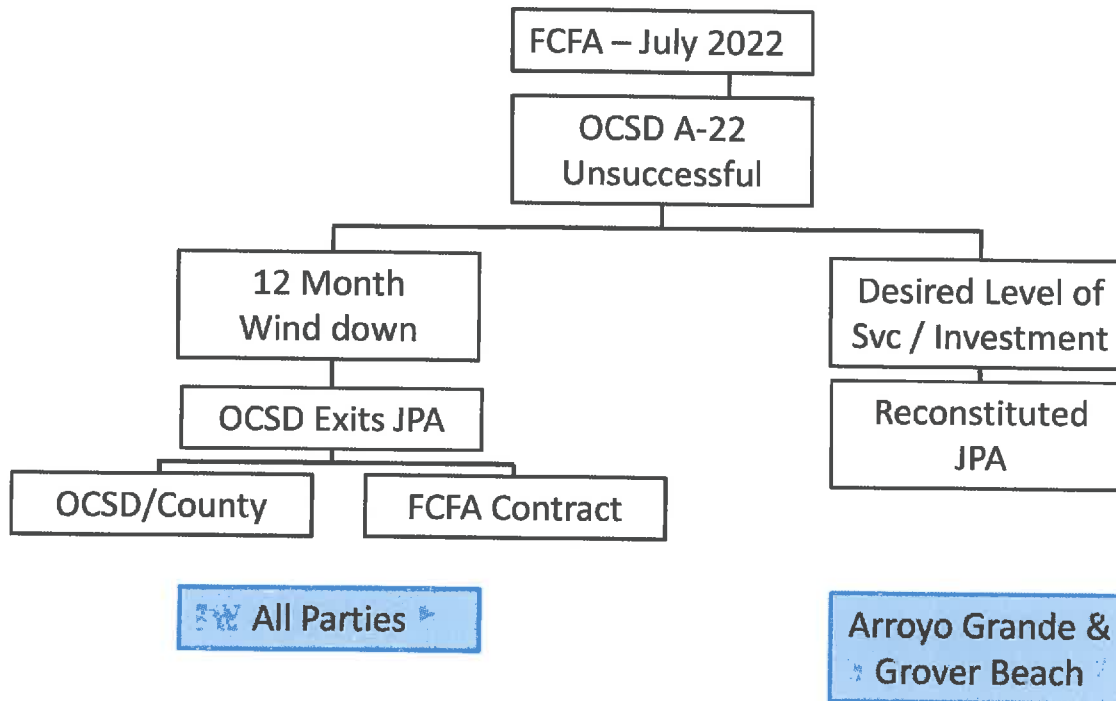 FCFA – July 2022
OCSD A-22
Unsuccessful
12 Month
Wind down
Desired Level of
Svc / Investment
OCSD Exits JPA
Reconstituted
JPA
OCSD/County
FCFA Contract
All Parties
Arroyo Grande &
Grover Beach